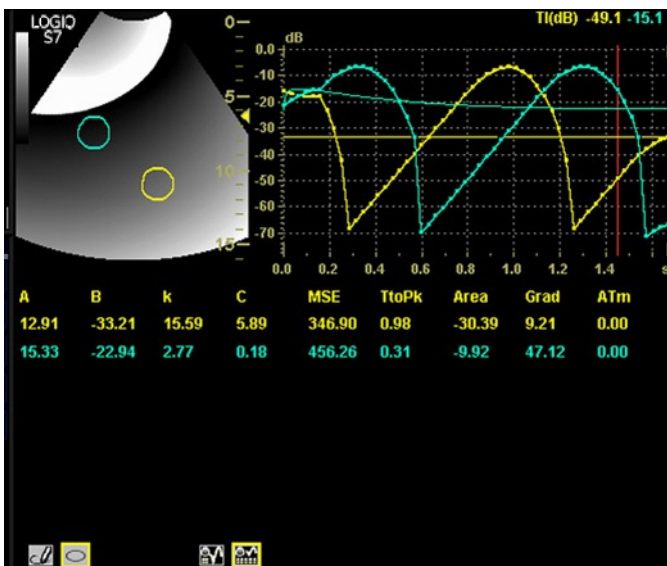 LOGIQ
S7
0
5
10
15
TI(dB) -49.1 -15.1
dB
0.0
-10
-20
-30
-40
-50
-60
-70
0.0 0.2 0.4 0.6 0.8 1.0 1.2 1.4 s
A B k C MSE TtoPk Area Grad ATm
12.91 -33.21 15.59 5.89 346.90 0.98 -30.39 9.21 0.00
15.33 -22.94 2.77 0.18 456.26 0.31 -9.92 47.12 0.00